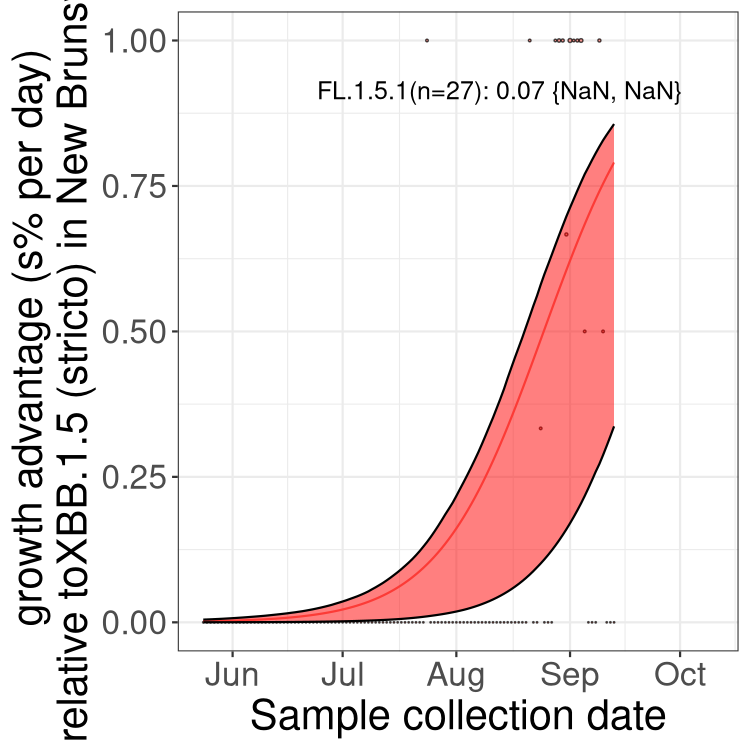 growth advantage (s% per day)
relative toXBB.1.5 (stricto) in New Bruns
1.00
0.75
0.50
0.25
0.00
FL.1.5.1(n=27): 0.07 {NaN, NaN}
Jun Jul Aug Sep Oct
Sample collection date